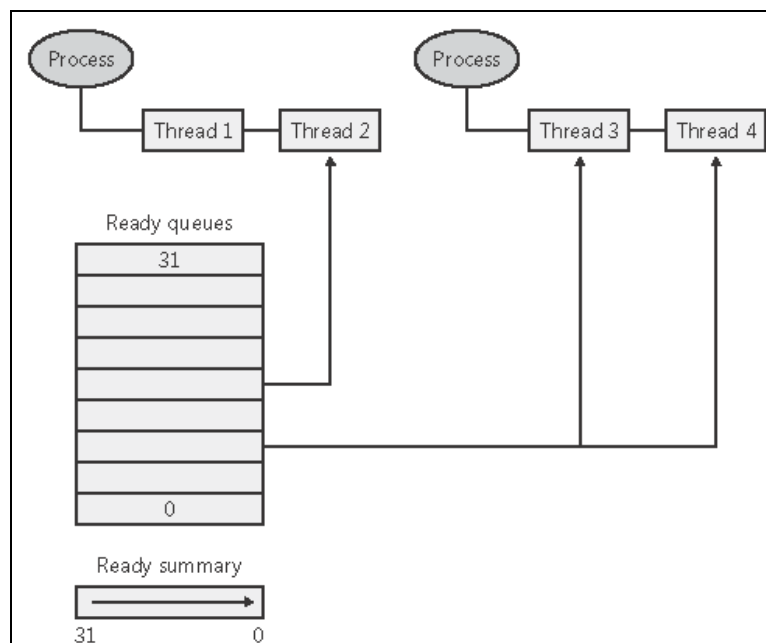 Process
Process
Thread 1
Thread 2
Thread 3
Thread 4
Ready queues
31
0
Ready summary
31
0